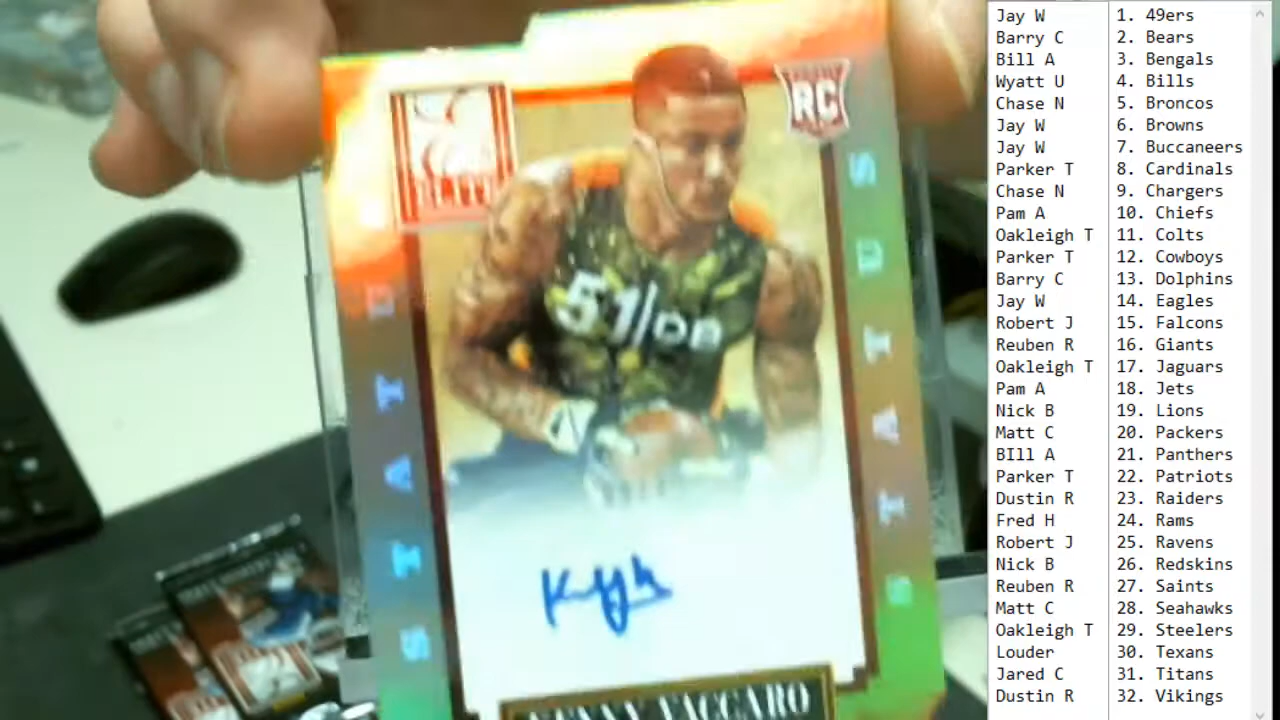 RC
Elite
STATUS
STATUS
51/DB
KENNY VACCARO
Jay W 1. 49ers
Barry C 2. Bears
Bill A 3. Bengals
Wyatt U 4. Bills
Chase N 5. Broncos
Jay W 6. Browns
Jay W 7. Buccaneers
Parker T 8. Cardinals
Chase N 9. Chargers
Pam A 10. Chiefs
Oakleigh T 11. Colts
Parker T 12. Cowboys
Barry C 13. Dolphins
Jay W 14. Eagles
Robert J 15. Falcons
Reuben R 16. Giants
Oakleigh T 17. Jaguars
Pam A 18. Jets
Nick B 19. Lions
Matt C 20. Packers
BIll A 21. Panthers
Parker T 22. Patriots
Dustin R 23. Raiders
Fred H 24. Rams
Robert J 25. Ravens
Nick B 26. Redskins
Reuben R 27. Saints
Matt C 28. Seahawks
Oakleigh T 29. Steelers
Louder 30. Texans
Jared C 31. Titans
Dustin R 32. Vikings